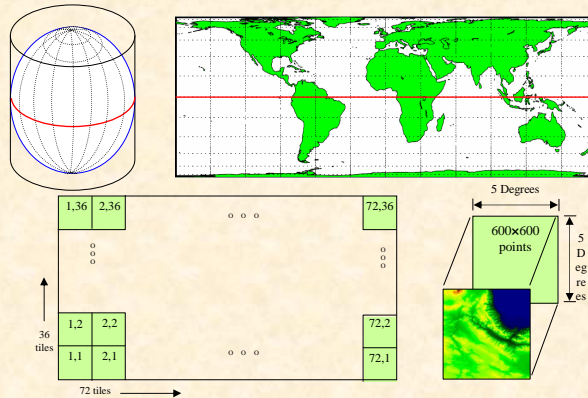 5 Degrees
1,36 2,36
o o o
72,36
o
o
o
o
o
o
600×600
points
5
D
eg
re
es
36
tiles
1,2 2,2
72,2
1,1 2,1
o o o
72,1
72 tiles